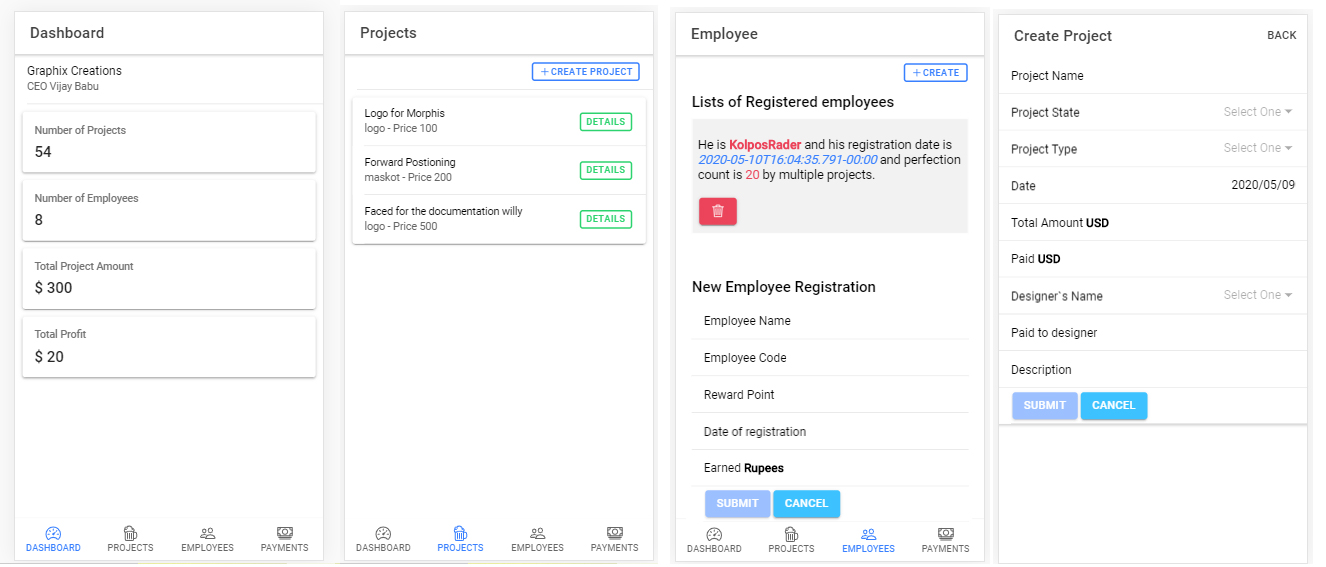 Dashboard
Graphix Creations
CEO Vijay Babu
Number of Projects
54
Number of Employees
8
Total Project Amount
$ 300
Total Profit
$ 20
DASHBOARD
PROJECTS
EMPLOYEES
PAYMENTS
Projects
+ CREATE PROJECT
Logo for Morphis
logo - Price 100
DETAILS
Forward Postioning
maskot - Price 200
DETAILS
Faced for the documentation willy
logo - Price 500
DETAILS
DASHBOARD
PROJECTS
EMPLOYEES
PAYMENTS
Employee
+ CREATE
Lists of Registered employees
He is KolposRader and his registration date is
2020-05-10T16:04:35.791-00:00 and perfection
count is 20 by multiple projects.
New Employee Registration
Employee Name
Employee Code
Reward Point
Date of registration
Earned Rupees
SUBMIT
CANCEL
DASHBOARD
PROJECTS
EMPLOYEES
PAYMENTS
Create Project
BACK
Project Name
Project State
Select One
Project Type
Select One
Date
2020/05/09
Total Amount USD
Paid USD
Designer`s Name
Select One
Paid to designer
Description
SUBMIT
CANCEL